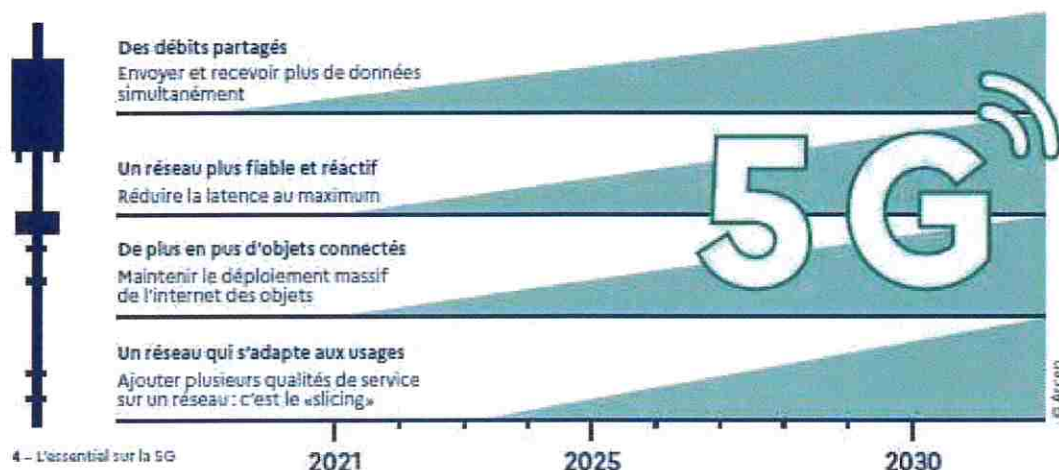 Des débits partagés
Envoyer et recevoir plus de données
simultanément
Un réseau plus fiable et réactif
Réduire la latence au maximum
De plus en pus d'objets connectés
Maintenir le déploiement massif
de l'internet des objets
Un réseau qui s'adapte aux usages
Ajouter plusieurs qualités de service
sur un réseau : c'est le «slicing»
5G
© Arcep
4 – L'essentiel sur la 5G
2021 2025 2030